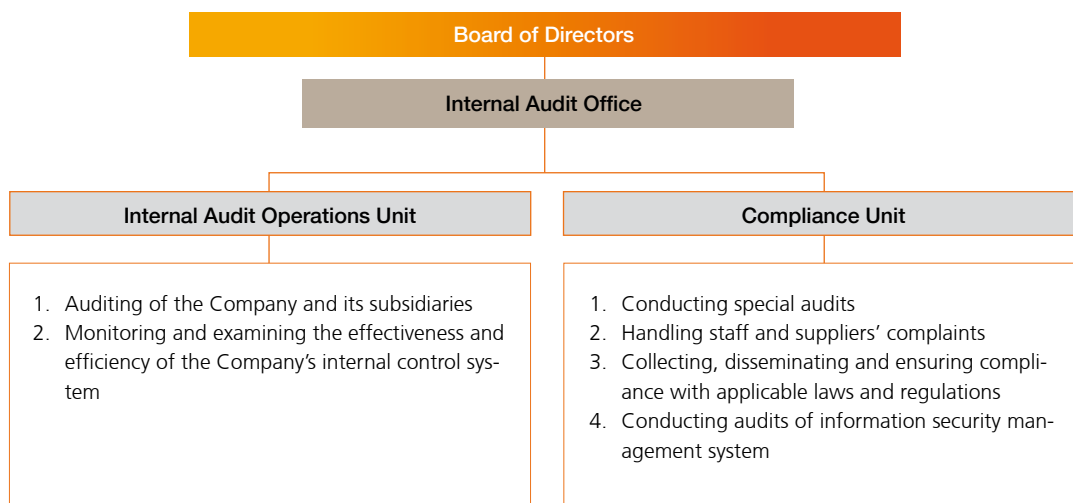 Board of Directors
Internal Audit Office
Internal Audit Operations Unit
1. Auditing of the Company and its subsidiaries
2. Monitoring and examining the effectiveness and
efficiency of the Company's internal control sys-
tem
Compliance Unit
1. Conducting special audits
2. Handling staff and suppliers' complaints
3. Collecting, disseminating and ensuring compli-
ance with applicable laws and regulations
4. Conducting audits of information security man-
agement system